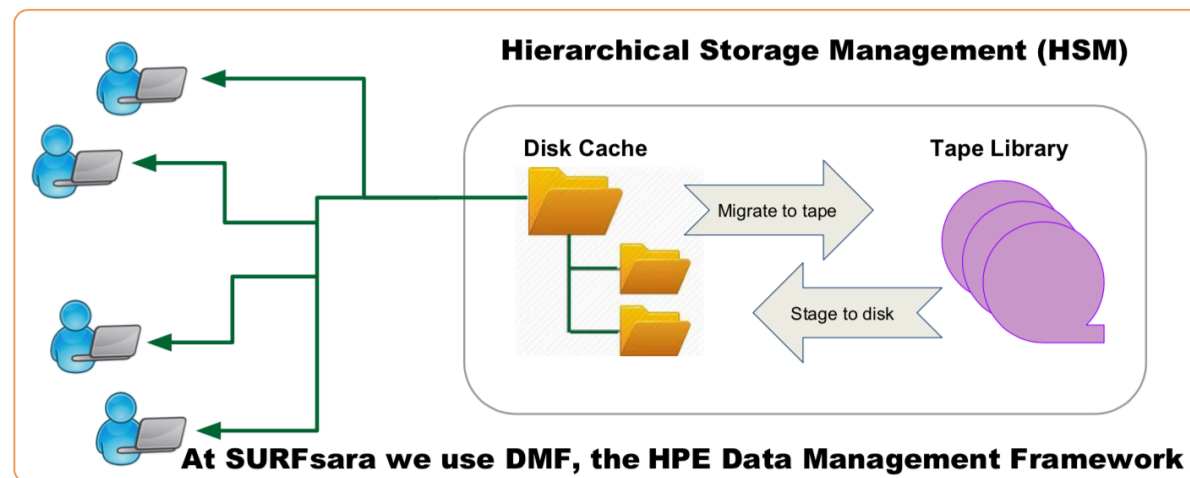 Hierarchical Storage Management (HSM)
Disk Cache
Tape Library
Migrate to tape
Stage to disk
At SURFsara we use DMF, the HPE Data Management Framework